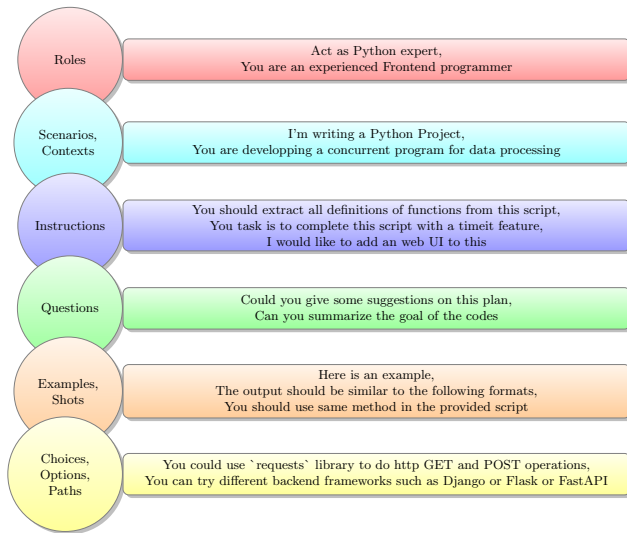 Roles
Act as Python expert,
You are an experienced Frontend programmer
Scenarios,
Contexts
I'm writing a Python Project,
You are developping a concurrent program for data processing
Instructions
You should extract all definitions of functions from this script,
You task is to complete this script with a timeit feature,
I would like to add an web UI to this
Questions
Could you give some suggestions on this plan,
Can you summarize the goal of the codes
Examples,
Shots
Here is an example,
The output should be similar to the following formats,
You should use same method in the provided script
Choices,
Options,
Paths
You could use `requests` library to do http GET and POST operations,
You can try different backend frameworks such as Django or Flask or FastAPI